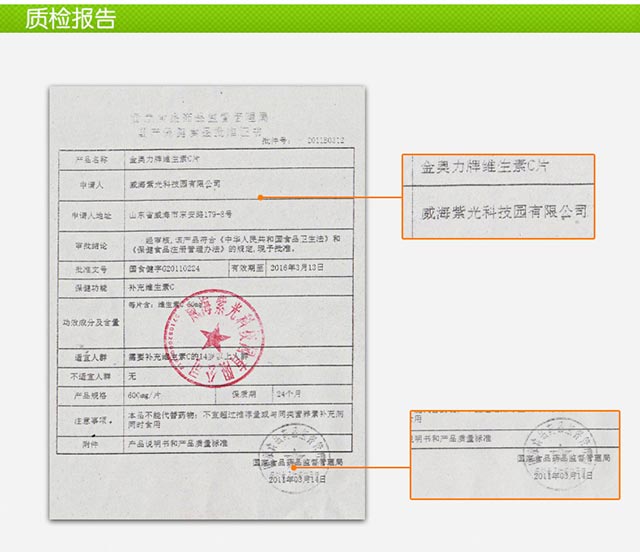 质检报告
国产保健食品批准证书
批件号: 2011B0312
产品名称 金奥力牌维生素C片
申请人 威海紫光科技园有限公司
申请人地址 山东省威海市东安路179-8号
审批结论 经审核,该产品符合《中华人民共和国食品卫生法》和
《保健食品注册管理办法》的规定,现予批准。
批准文号 国食健字G20110224 有效期至 2016年3月13日
保健功能 补充维生素C
功效成分及含量 每片含: 维生素C 60mg
适宜人群 需要补充维生素C的14岁以上人群
不适宜人群 无
产品规格 600mg/片 保质期 24个月
注意事项 本品不能代替药物;不宜超过推荐量或与同类营养素补充剂
同时食用
附件 产品说明书和产品质量标准
国家食品药品监督管理局
2011年03月14日
金奥力牌维生素C片
威海紫光科技园有限公司
用
产品说明书和产品质量标准
国家食品药品监督管理局
2011年03月14日